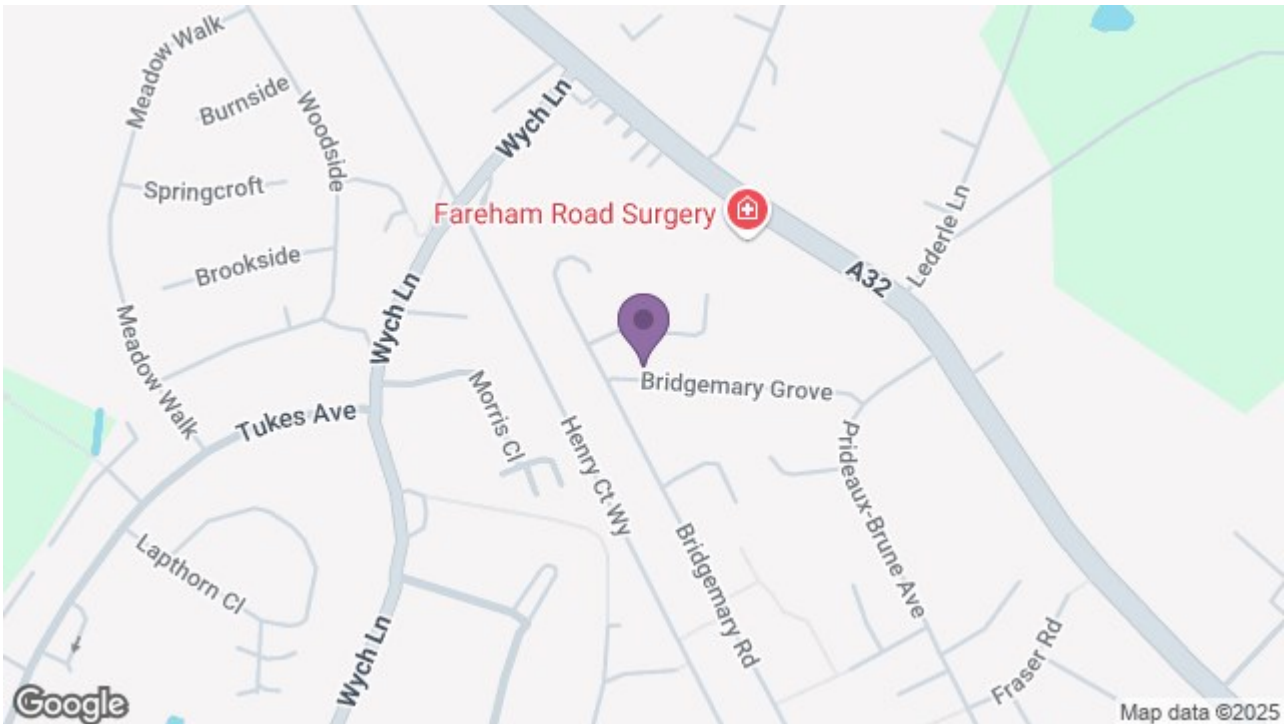 Meadow Walk
Burnside
Woodside
Wych Ln
Springcroft
Fareham Road Surgery
Lederle Ln
Brookside
A32
Wych Ln
Meadow Walk
Bridgemary Grove
Tukes Ave
Morris Cl
Henry Ct Wy
Prideaux-Brune Ave
Lapthorn Cl
Bridgemary Rd
Wych Ln
Fraser Rd
Google
Map data ©2025